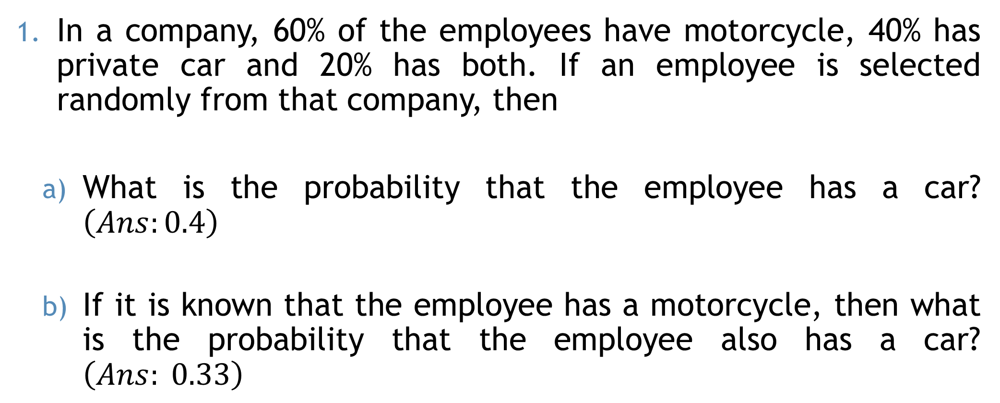 1. In a company, 60% of the employees have motorcycle, 40% has
private car and 20% has both. If an employee is selected
randomly from that company, then
a) What is the probability that the employee has a car?
(Ans: 0.4)
b) If it is known that the employee has a motorcycle, then what
is the probability that the employee also has a car?
(Ans: 0.33)